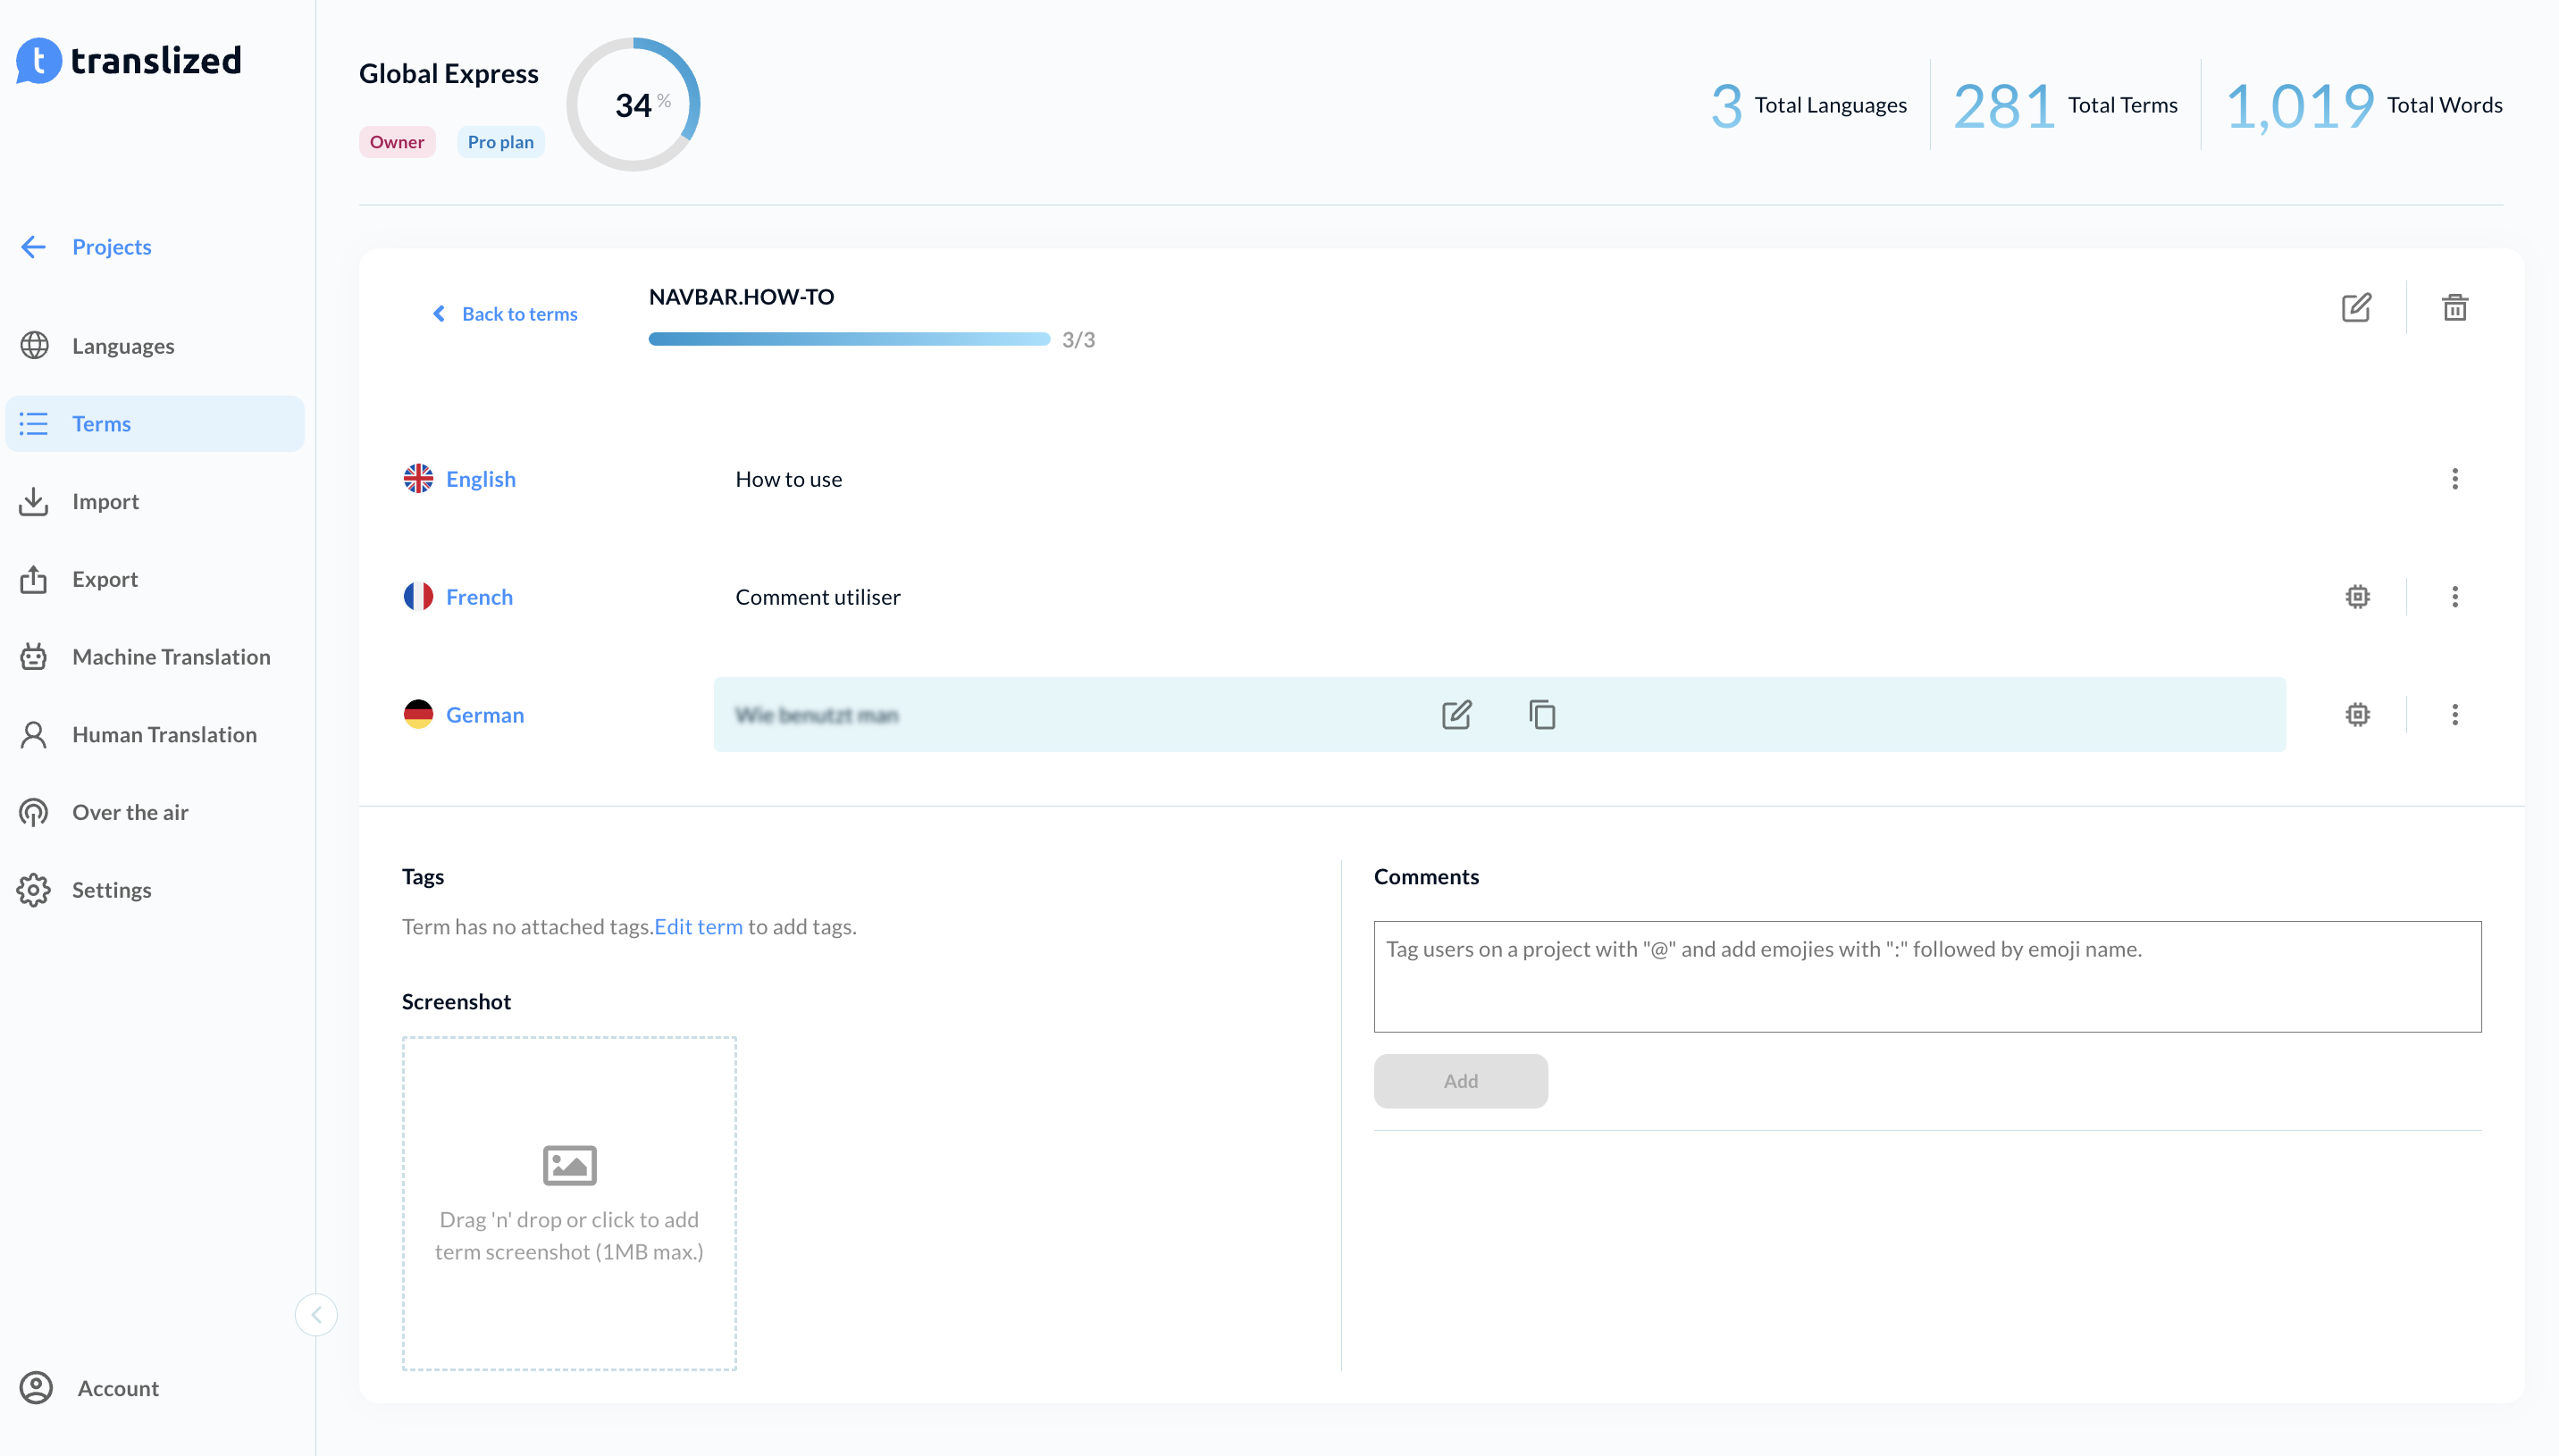 translized
Projects
Languages
Terms
Import
Export
Machine Translation
Human Translation
Over the air
Settings
Account
Global Express
Owner
Pro plan
34 %
3 Total Languages
281 Total Terms
1,019 Total Words
Back to terms
NAVBAR.HOW-TO
3/3
English
How to use
French
Comment utiliser
German
Wie benutzt man
Tags
Term has no attached tags.Edit term to add tags.
Screenshot
Drag 'n' drop or click to add
term screenshot (1MB max.)
Comments
Tag users on a project with "@" and add emojies with ":" followed by emoji name.
Add